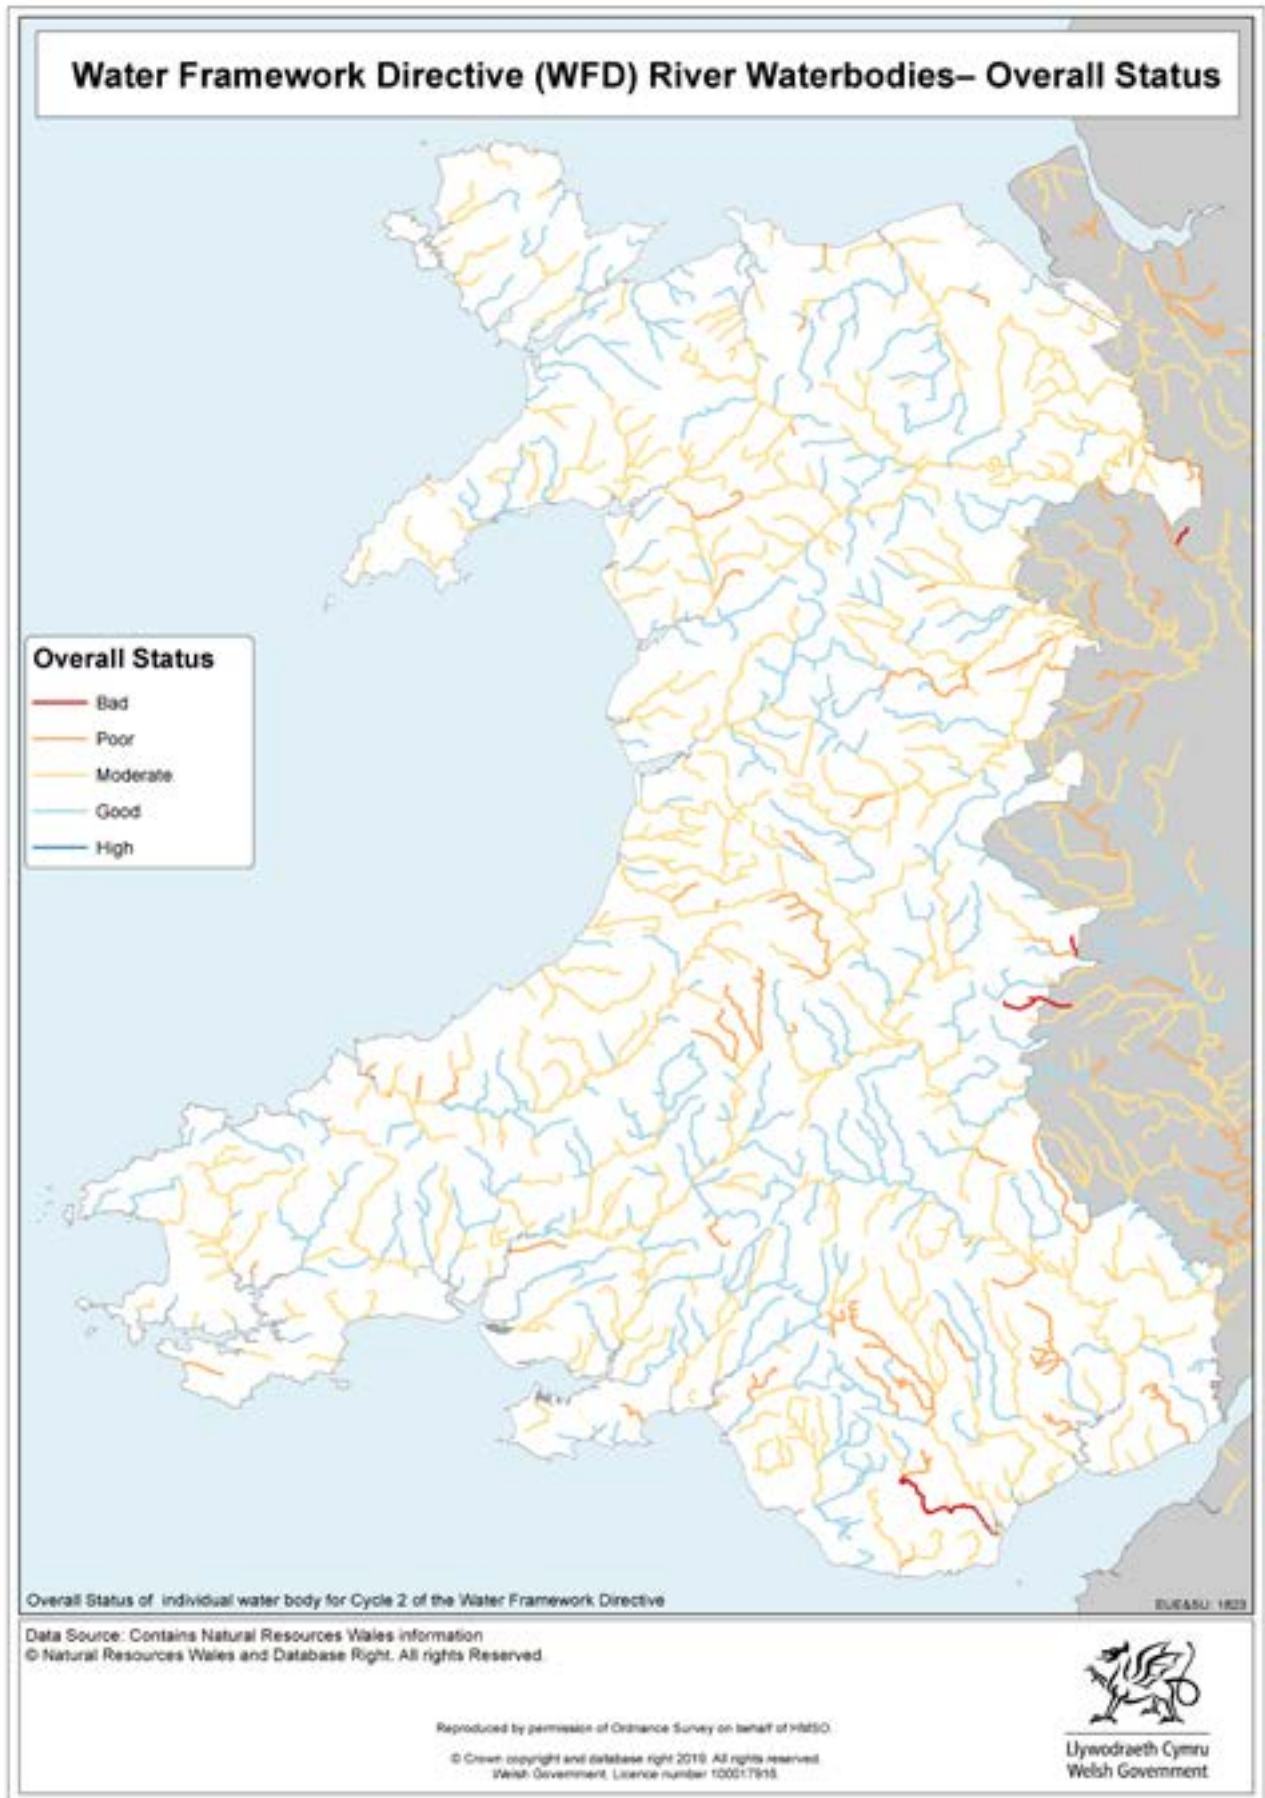 Water Framework Directive (WFD) River Waterbodies– Overall Status
Overall Status
Bad
Poor
Moderate
Good
High
Overall Status of individual water body for Cycle 2 of the Water Framework Directive
EUE&SU: 1823
Data Source: Contains Natural Resources Wales information
© Natural Resources Wales and Database Right. All rights Reserved.
Reproduced by permission of Ordnance Survey on behalf of HMSO.
© Crown copyright and database right 2019. All rights reserved.
Welsh Government. Licence number 100017916.
Llywodraeth Cymru
Welsh Government